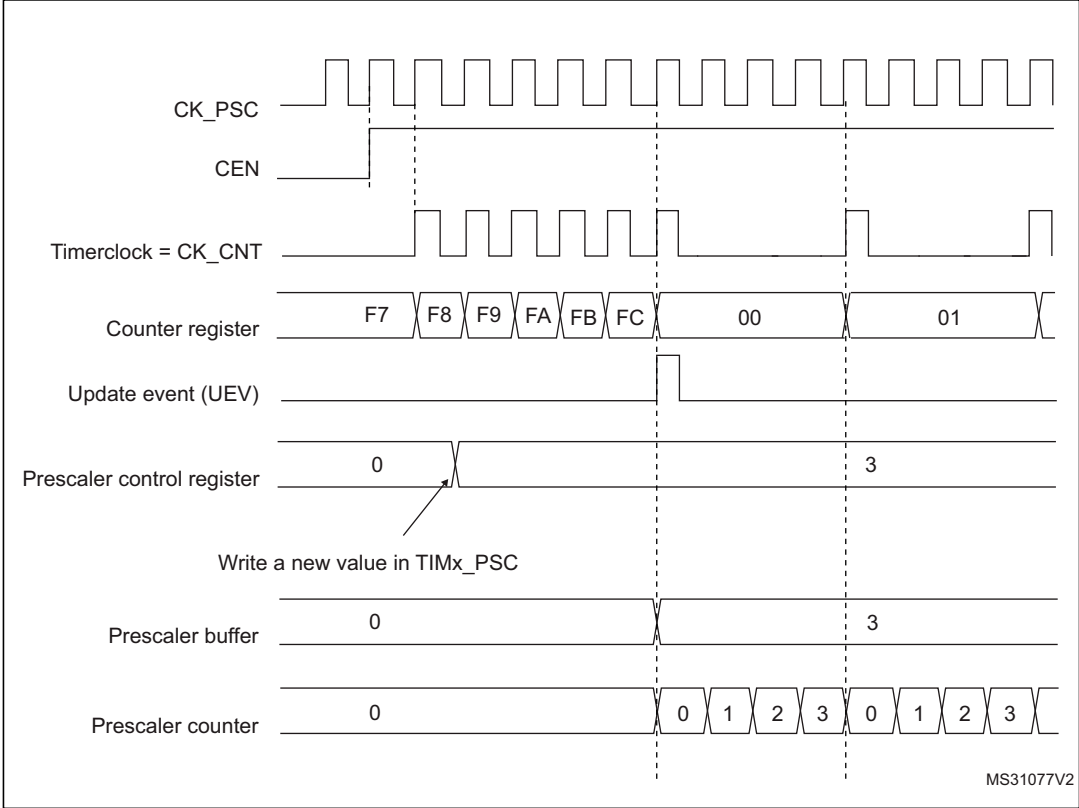 CK_PSC
CEN
Timerclock = CK_CNT
Counter register F7 F8 F9 FA FB FC 00 01
Update event (UEV)
Prescaler control register 0 3
Write a new value in TIMx_PSC
Prescaler buffer 0 3
Prescaler counter 0 0 1 2 3 0 1 2 3
MS31077V2